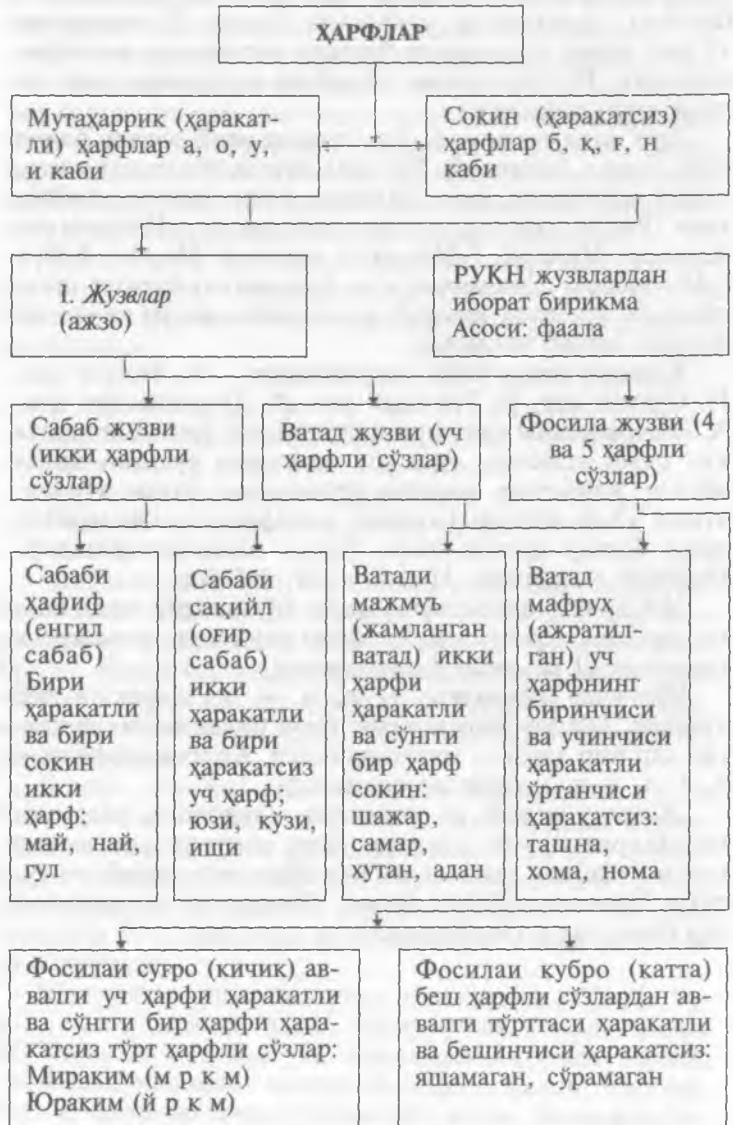 ҲАРФЛАР
Мутаҳаррик (ҳаракат-
ли) ҳарфлар а, о, у,
и каби
Сокин (ҳаракатсиз)
ҳарфлар б, қ, ғ, н
каби
1. Жузвлар
(ажзо)
РУКН жузвлардан
иборат бирикма
Асоси: фаала
Сабаб жузви
(икки ҳарфли
сўзлар)
Ватад жузви (уч
ҳарфли сўзлар)
Фосила жузви (4
ва 5 ҳарфли
сўзлар)
Сабаби
ҳафиф
(енгил
сабаб)
Бири
ҳаракатли
ва бири
сокин
икки
ҳарф:
май, най,
гул
Сабаби
сақийл
(оғир
сабаб)
икки
ҳаракатли
ва бири
ҳаракатсиз
уч ҳарф;
юзи, кўзи,
иши
Ватади
мажмуъ
(жамланган
ватад) икки
ҳарфи
ҳаракатли
ва сўнгти
бир ҳарф
сокин:
шажар,
самар,
хутан, адан
Ватад
мафруҳ
(ажратил-
ган) уч
ҳарфнинг
биринчиси
ва учинчиси
ҳаракатли
ўртанчиси
ҳаракатсиз:
ташна,
хома, нома
Фосилаи суғро (кичик) ав-
валги уч ҳарфи ҳаракатли
ва сўнгти бир ҳарфи ҳара-
катсиз тўрт ҳарфли сўзлар:
Мираким (м р к м)
Юраким (й р к м)
Фосилаи кубро (катта)
беш ҳарфли сўзлардан ав-
валги тўрттаси ҳаракатли
ва бешинчиси ҳаракатсиз:
яшамаган, сўрамаган